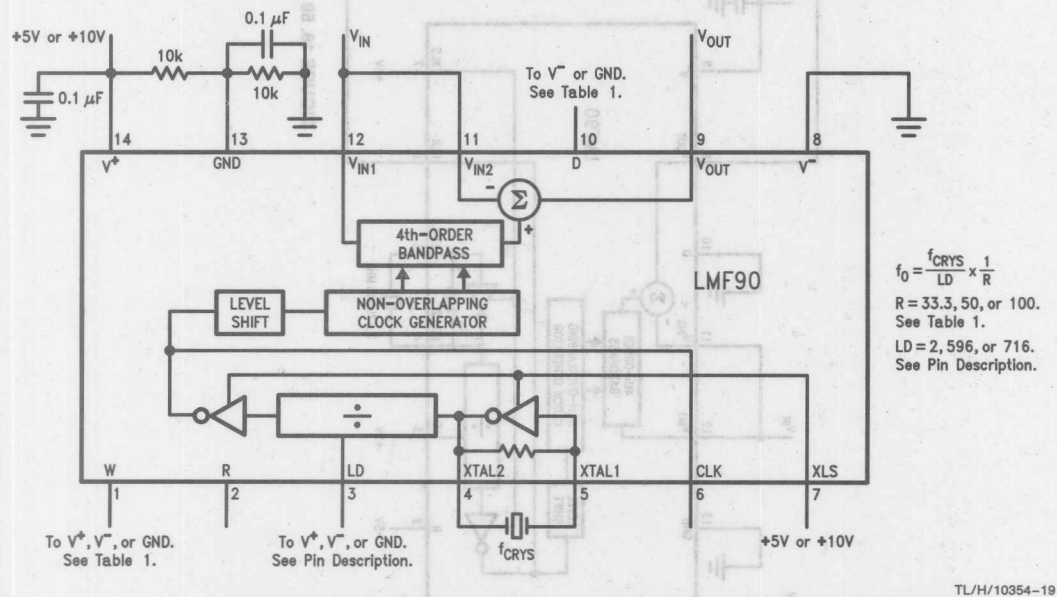 +5V or +10V
0.1 µF
10k
0.1 µF
10k
V_IN
V_OUT
To V⁻ or GND.
See Table 1.
14
13
12
11
10
9
8
V⁺
GND
V_IN1
V_IN2
D
V_OUT
V⁻
-
Σ
+
4th-ORDER
BANDPASS
LMF90
LEVEL
SHIFT
NON-OVERLAPPING
CLOCK GENERATOR
f₀ = f_CRYS / LD x 1 / R
R = 33.3, 50, or 100.
See Table 1.
LD = 2, 596, or 716.
See Pin Description.
÷
W
R
LD
XTAL2
XTAL1
CLK
XLS
1
2
3
4
5
6
7
To V⁺, V⁻, or GND.
See Table 1.
To V⁺, V⁻, or GND.
See Pin Description.
f_CRYS
+5V or +10V
TL/H/10354-19